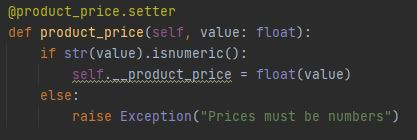 @product_price.setter
def product_price(self, value: float):
    if str(value).isnumeric():
        self.__product_price = float(value)
    else:
        raise Exception("Prices must be numbers")